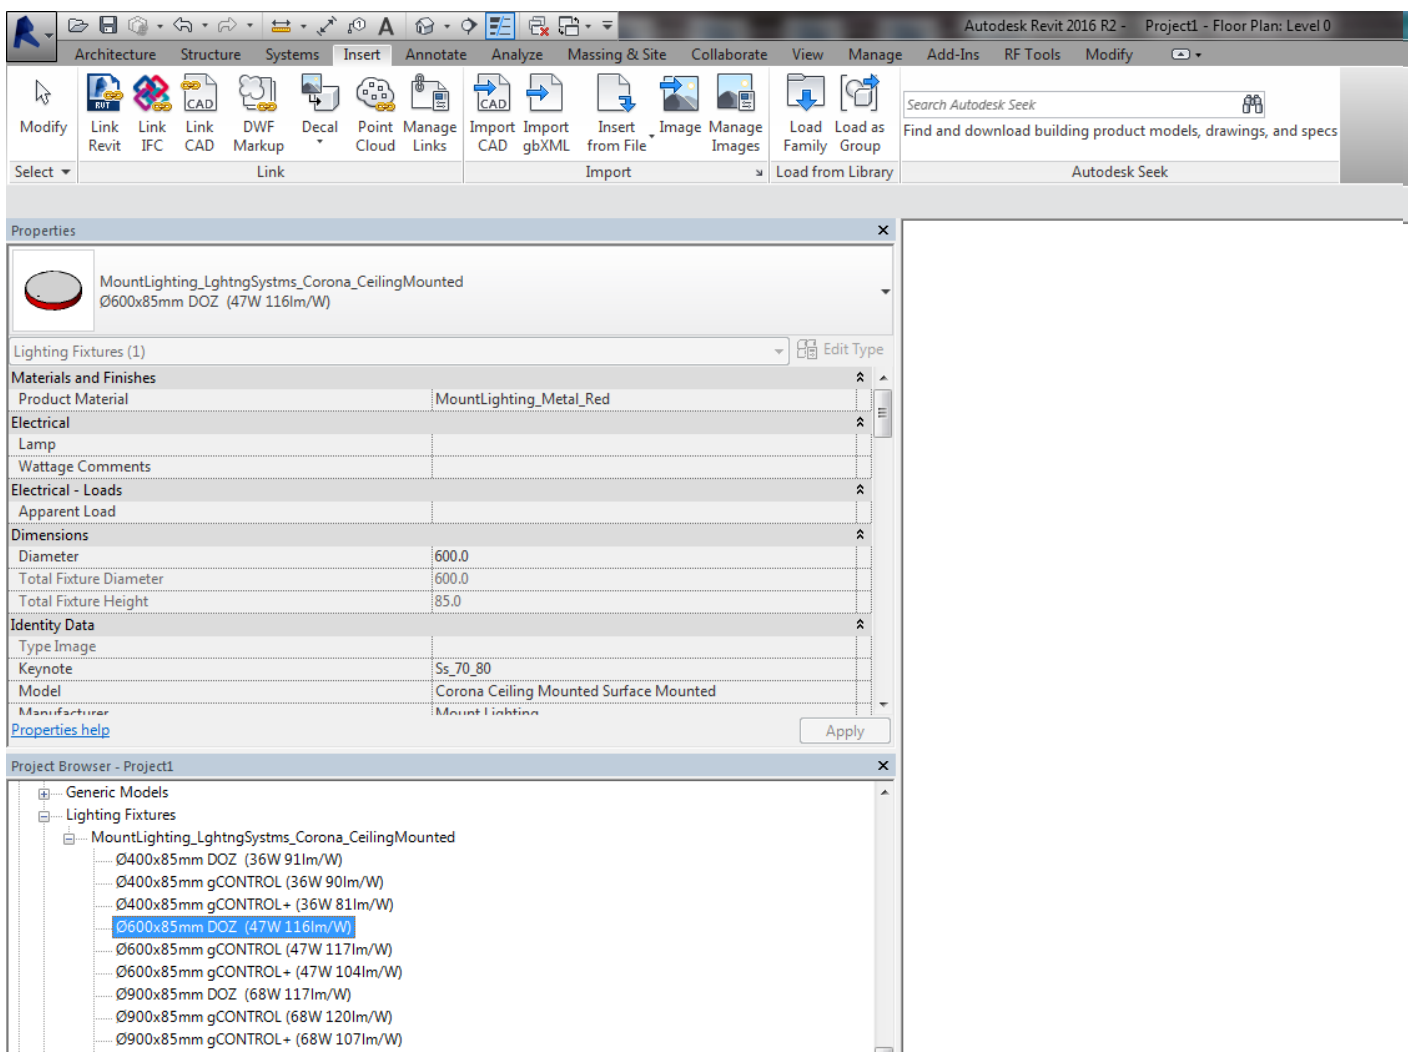 Autodesk Revit 2016 R2 -    Project1 - Floor Plan: Level 0
Architecture Structure Systems Insert Annotate Analyze Massing & Site Collaborate View Manage Add-Ins RF Tools Modify
Modify
Link Revit
Link IFC
Link CAD
DWF Markup
Decal
Point Cloud
Manage Links
Import CAD
Import gbXML
Insert from File
Image
Manage Images
Load Family
Load as Group
Search Autodesk Seek
Find and download building product models, drawings, and specs
Select Link Import Load from Library Autodesk Seek
Properties
MountLighting_LghtngSystms_Corona_CeilingMounted
Ø600x85mm DOZ  (47W 116lm/W)
Lighting Fixtures (1) Edit Type
Materials and Finishes
Product Material MountLighting_Metal_Red
Electrical
Lamp
Wattage Comments
Electrical - Loads
Apparent Load
Dimensions
Diameter 600.0
Total Fixture Diameter 600.0
Total Fixture Height 85.0
Identity Data
Type Image
Keynote Ss_70_80
Model Corona Ceiling Mounted Surface Mounted
Manufacturer Mount Lighting
Properties help Apply
Project Browser - Project1
Generic Models
Lighting Fixtures
MountLighting_LghtngSystms_Corona_CeilingMounted
Ø400x85mm DOZ  (36W 91lm/W)
Ø400x85mm gCONTROL (36W 90lm/W)
Ø400x85mm gCONTROL+ (36W 81lm/W)
Ø600x85mm DOZ  (47W 116lm/W)
Ø600x85mm gCONTROL (47W 117lm/W)
Ø600x85mm gCONTROL+ (47W 104lm/W)
Ø900x85mm DOZ  (68W 117lm/W)
Ø900x85mm gCONTROL (68W 120lm/W)
Ø900x85mm gCONTROL+ (68W 107lm/W)